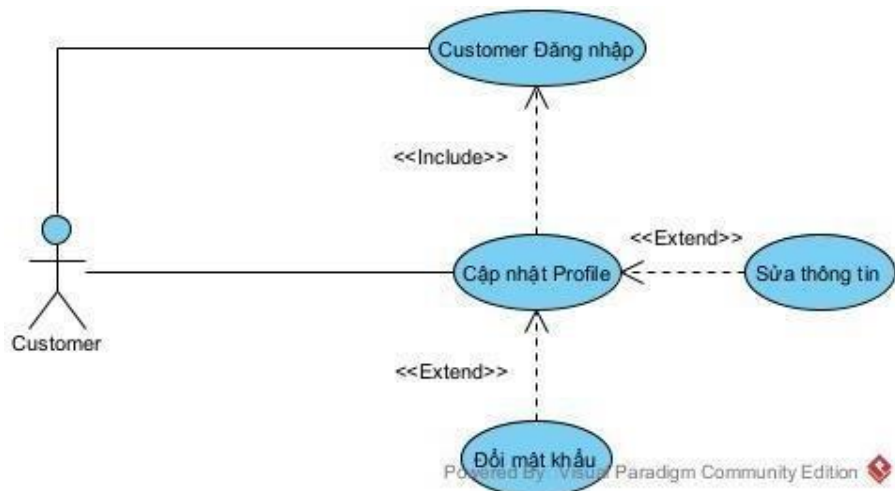 Customer Đăng nhập
<<Include>>
<<Extend>>
Cập nhật Profile
Sửa thông tin
Customer
<<Extend>>
Đổi mật khẩu
Powered By Visual Paradigm Community Edition